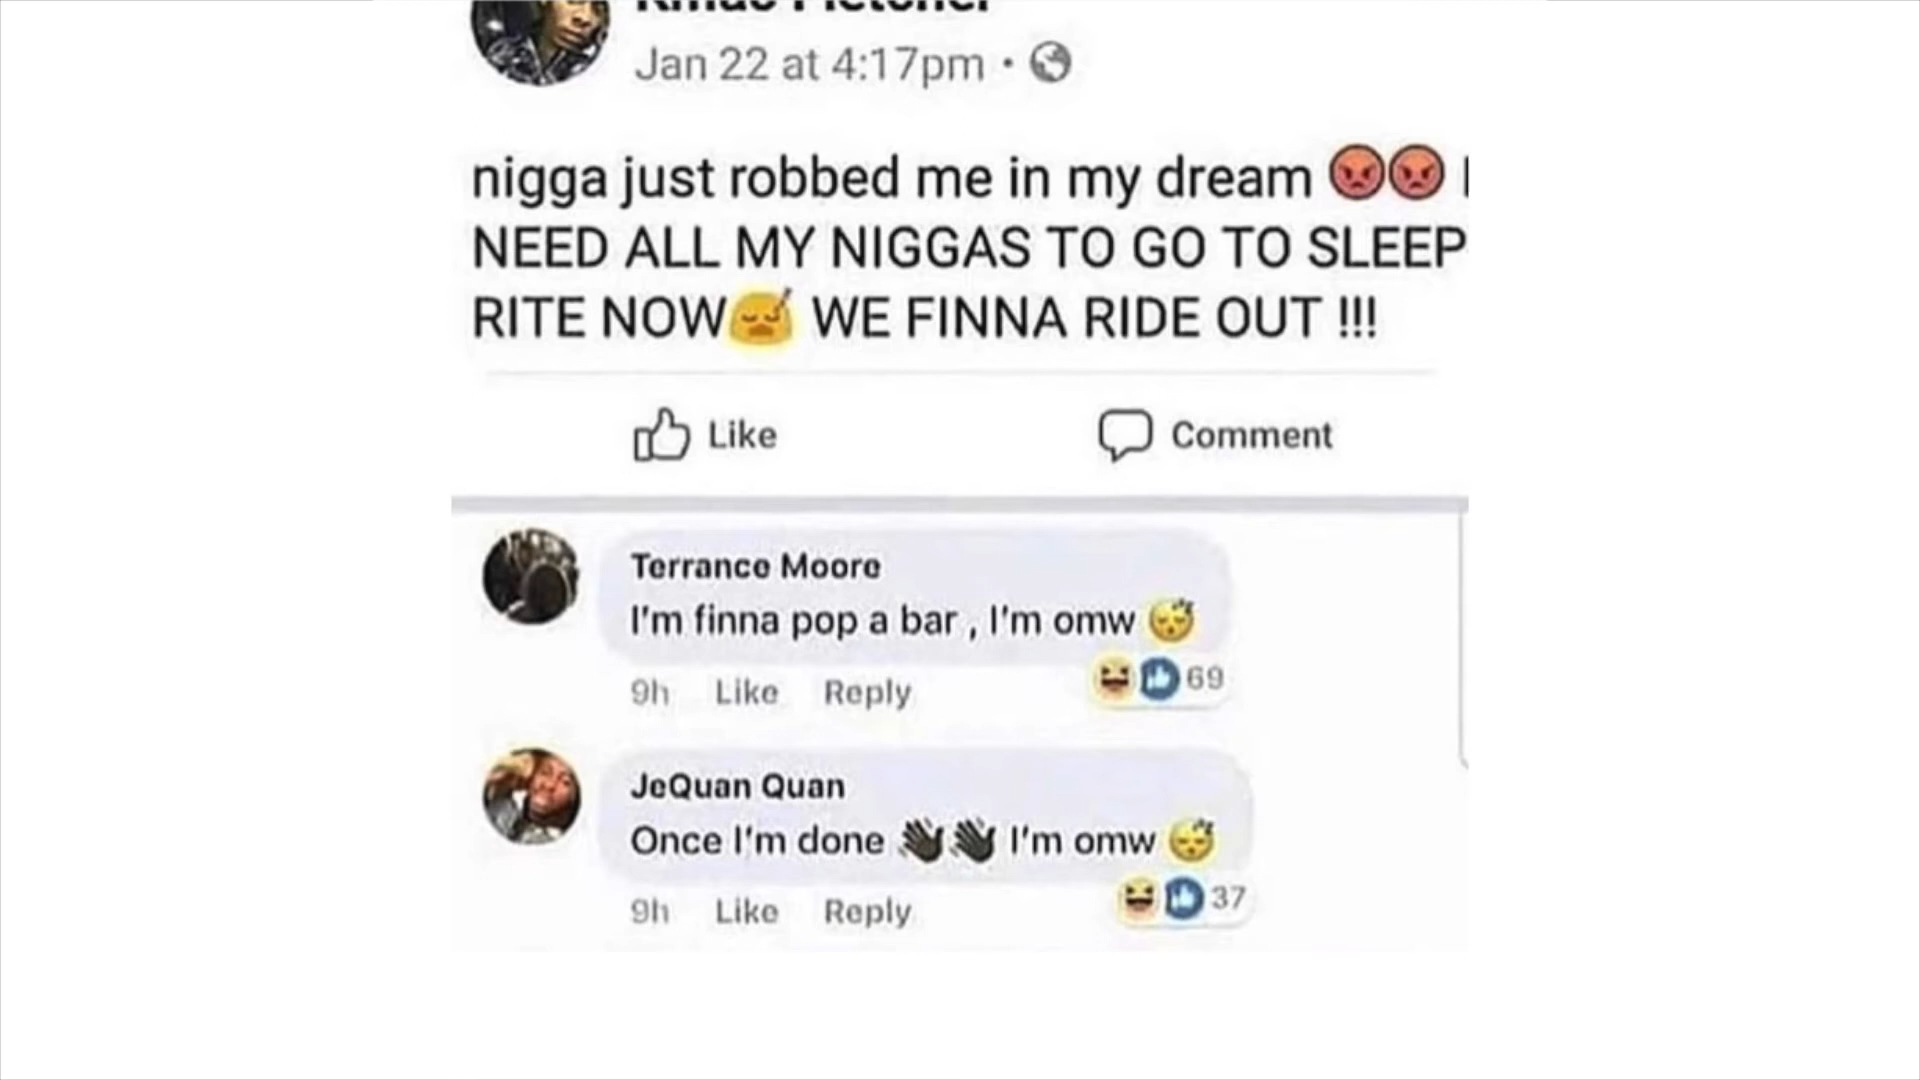 Jan 22 at 4:17pm •
nigga just robbed me in my dream 😡😡 I
NEED ALL MY NIGGAS TO GO TO SLEEP
RITE NOW😴 WE FINNA RIDE OUT !!!
Like Comment
Terrance Moore
I'm finna pop a bar , I'm omw 😴
69
9h Like Reply
JeQuan Quan
Once I'm done 👋🏿👋🏿 I'm omw 😴
37
9h Like Reply